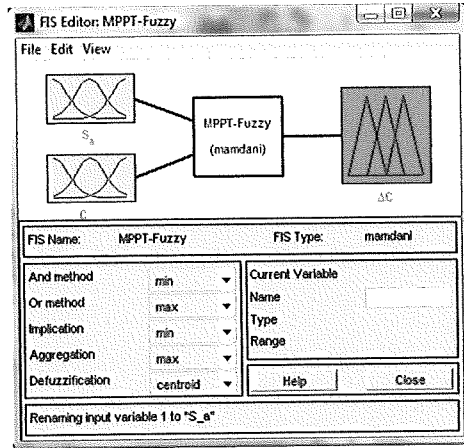 FIS Editor: MPPT-Fuzzy
File Edit View
S_a
MPPT-Fuzzy
(mamdani)
C
ΔC
FIS Name: MPPT-Fuzzy FIS Type: mamdani
And method min
Or method max
Implication min
Aggregation max
Defuzzification centroid
Current Variable
Name
Type
Range
Help Close
Renaming input variable 1 to "S_a"